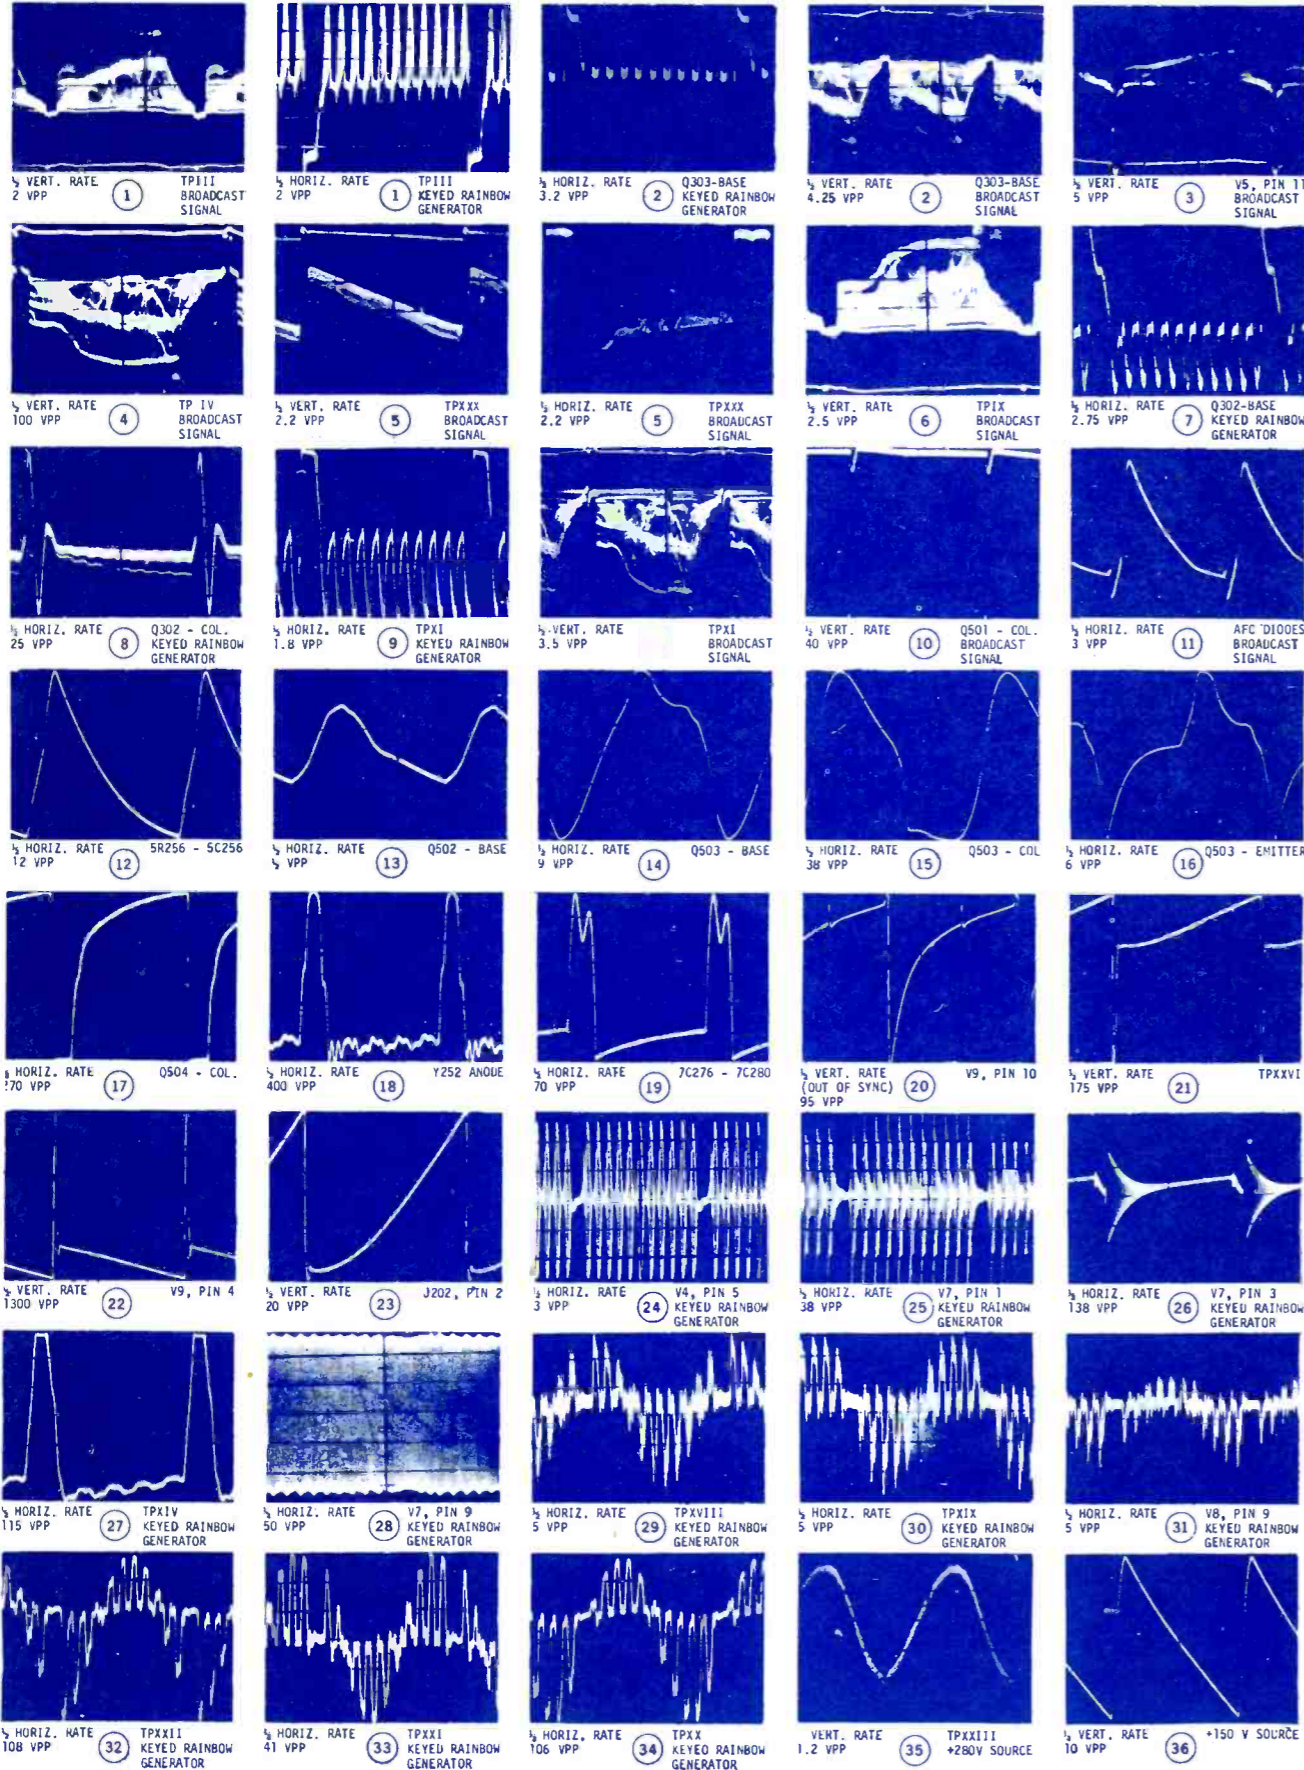 ½ VERT. RATE 1 TPIII
2 VPP BROADCAST
SIGNAL
½ HORIZ. RATE 1 TPIII
2 VPP KEYED RAINBOW
GENERATOR
½ HORIZ. RATE 2 Q303-BASE
3.2 VPP KEYED RAINBOW
GENERATOR
½ VERT. RATE 2 Q303-BASE
4.25 VPP BROADCAST
SIGNAL
½ VERT. RATE 3 V5, PIN 11
5 VPP BROADCAST
SIGNAL
½ VERT. RATE 4 TP IV
100 VPP BROADCAST
SIGNAL
½ VERT. RATE 5 TPXXX
2.2 VPP BROADCAST
SIGNAL
½ HORIZ. RATE 5 TPXXX
2.2 VPP BROADCAST
SIGNAL
½ VERT. RATE 6 TPIX
2.5 VPP BROADCAST
SIGNAL
½ HORIZ. RATE 7 Q302-BASE
2.75 VPP KEYED RAINBOW
GENERATOR
½ HORIZ. RATE 8 Q302 - COL.
25 VPP KEYED RAINBOW
GENERATOR
½ HORIZ. RATE 9 TPXI
1.8 VPP KEYED RAINBOW
GENERATOR
½ VERT. RATE TPXI
3.5 VPP BROADCAST
SIGNAL
½ VERT. RATE 10 Q501 - COL.
40 VPP BROADCAST
SIGNAL
½ HORIZ. RATE 11 AFC DIODES
3 VPP BROADCAST
SIGNAL
½ HORIZ. RATE 12 5R256 - 5C256
12 VPP
½ HORIZ. RATE 13 Q502 - BASE
½ VPP
½ HORIZ. RATE 14 Q503 - BASE
9 VPP
½ HORIZ. RATE 15 Q503 - COL
38 VPP
½ HORIZ. RATE 16 Q503 - EMITTER
6 VPP
½ HORIZ. RATE 17 Q504 - COL.
VPP
½ HORIZ. RATE 18 Y252 ANODE
400 VPP
½ HORIZ. RATE 19 7C276 - 7C280
70 VPP
½ VERT. RATE 20 V9, PIN 10
(OUT OF SYNC)
95 VPP
½ VERT. RATE 21 TPXXVI
175 VPP
½ VERT. RATE 22 V9, PIN 4
1300 VPP
½ VERT. RATE 23 J202, PIN 2
20 VPP
½ HORIZ. RATE 24 V4, PIN 5
3 VPP KEYED RAINBOW
GENERATOR
½ HORIZ. RATE 25 V7, PIN 1
38 VPP KEYED RAINBOW
GENERATOR
½ HORIZ. RATE 26 V7, PIN 3
138 VPP KEYED RAINBOW
GENERATOR
½ HORIZ. RATE 27 TPXIV
115 VPP KEYED RAINBOW
GENERATOR
½ HORIZ. RATE 28 V7, PIN 9
50 VPP KEYED RAINBOW
GENERATOR
½ HORIZ. RATE 29 TPXVIII
5 VPP KEYED RAINBOW
GENERATOR
½ HORIZ. RATE 30 TPXIX
5 VPP KEYED RAINBOW
GENERATOR
½ HORIZ. RATE 31 V8, PIN 9
5 VPP KEYED RAINBOW
GENERATOR
½ HORIZ. RATE 32 TPXXII
108 VPP KEYED RAINBOW
GENERATOR
½ HORIZ. RATE 33 TPXXI
41 VPP KEYED RAINBOW
GENERATOR
½ HORIZ. RATE 34 TPXX
106 VPP KEYED RAINBOW
GENERATOR
VERT. RATE 35 TPXXIII
1.2 VPP +280V SOURCE
½ VERT. RATE 36 +150 V SOURCE
10 VPP